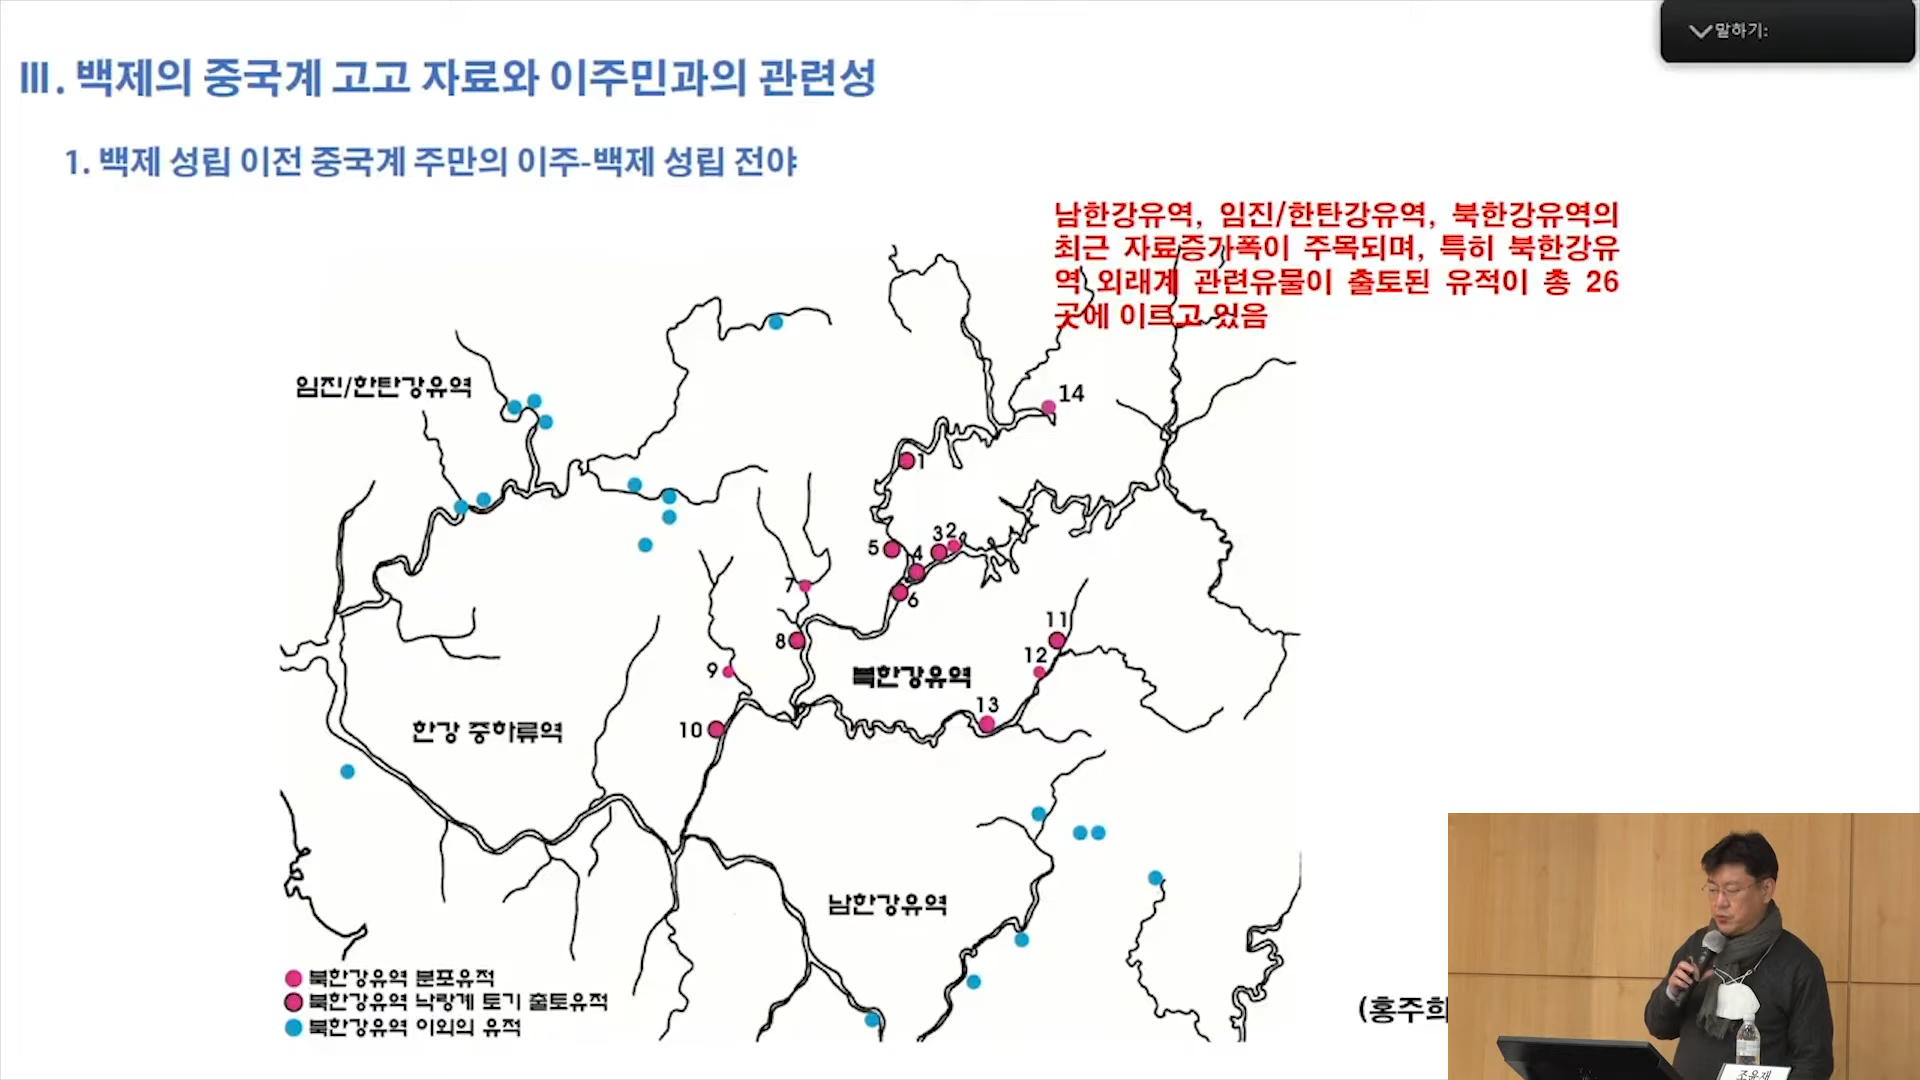 말하기:
Ⅲ. 백제의 중국계 고고 자료와 이주민과의 관련성
1. 백제 성립 이전 중국계 주만의 이주-백제 성립 전야
남한강유역, 임진/한탄강유역, 북한강유역의
최근 자료증가폭이 주목되며, 특히 북한강유
역 외래계 관련유물이 출토된 유적이 총 26
곳에 이르고 있음
임진/한탄강유역
14
1
3 2
5
4
7
6
11
8
12
9
북한강유역
13
한강 중하류역
10
남한강유역
북한강유역 분포유적
북한강유역 낙랑계 토기 출토유적
북한강유역 이외의 유적
(홍주희
조윤재